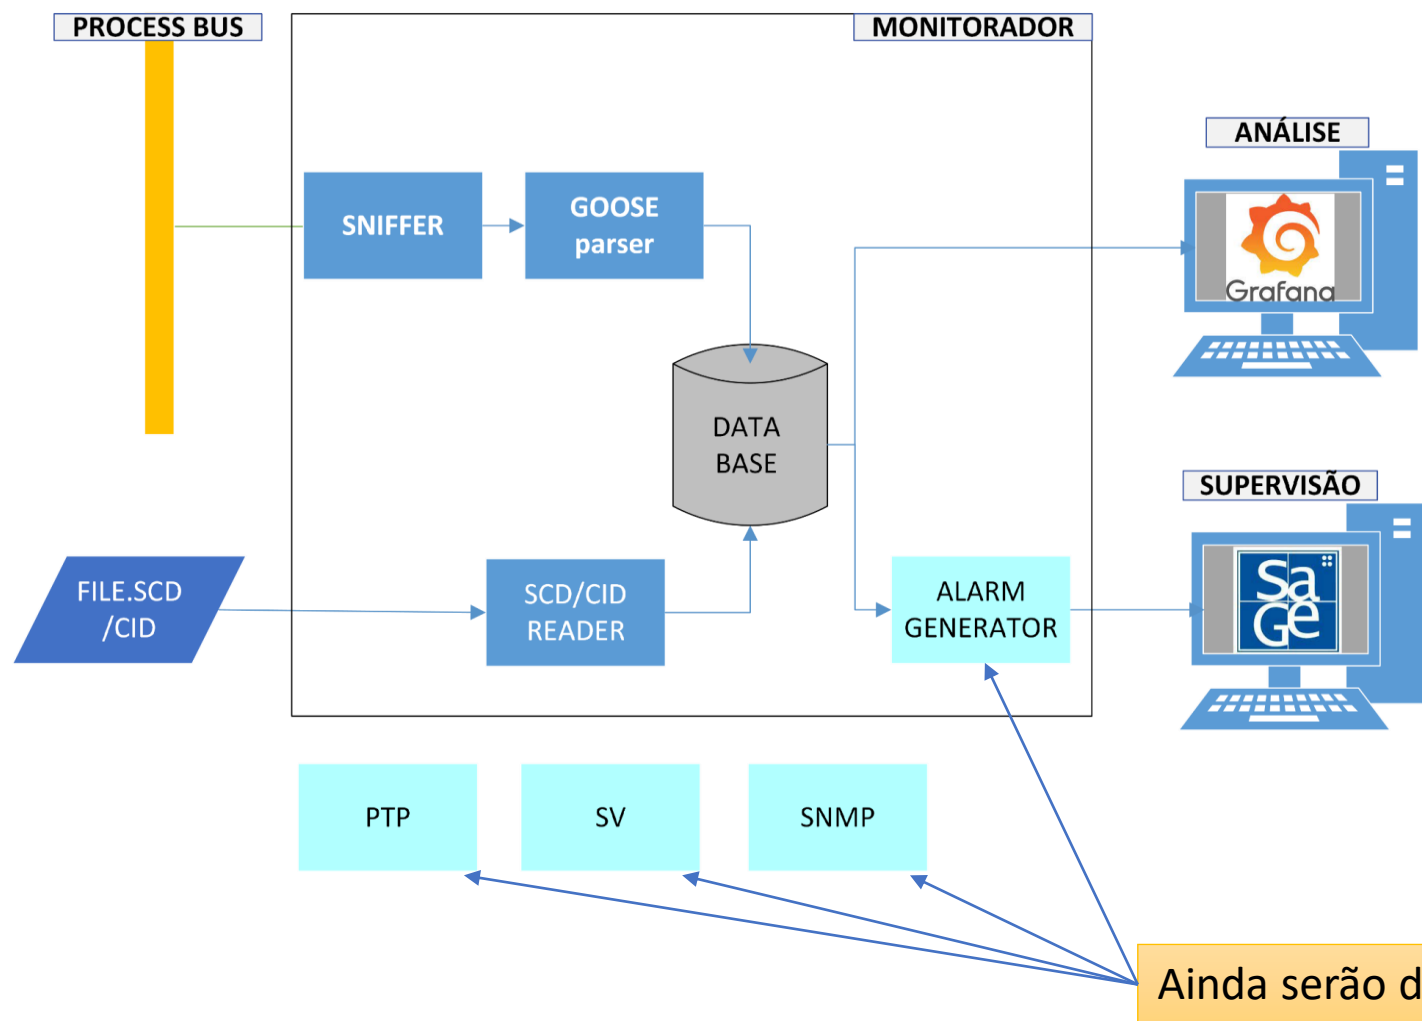 PROCESS BUS
MONITORADOR
ANÁLISE
SNIFFER
GOOSE
parser
Grafana
DATA
BASE
SUPERVISÃO
FILE.SCD
/CID
SCD/CID
READER
ALARM
GENERATOR
Sa
Ge
PTP
SV
SNMP
Ainda serão d